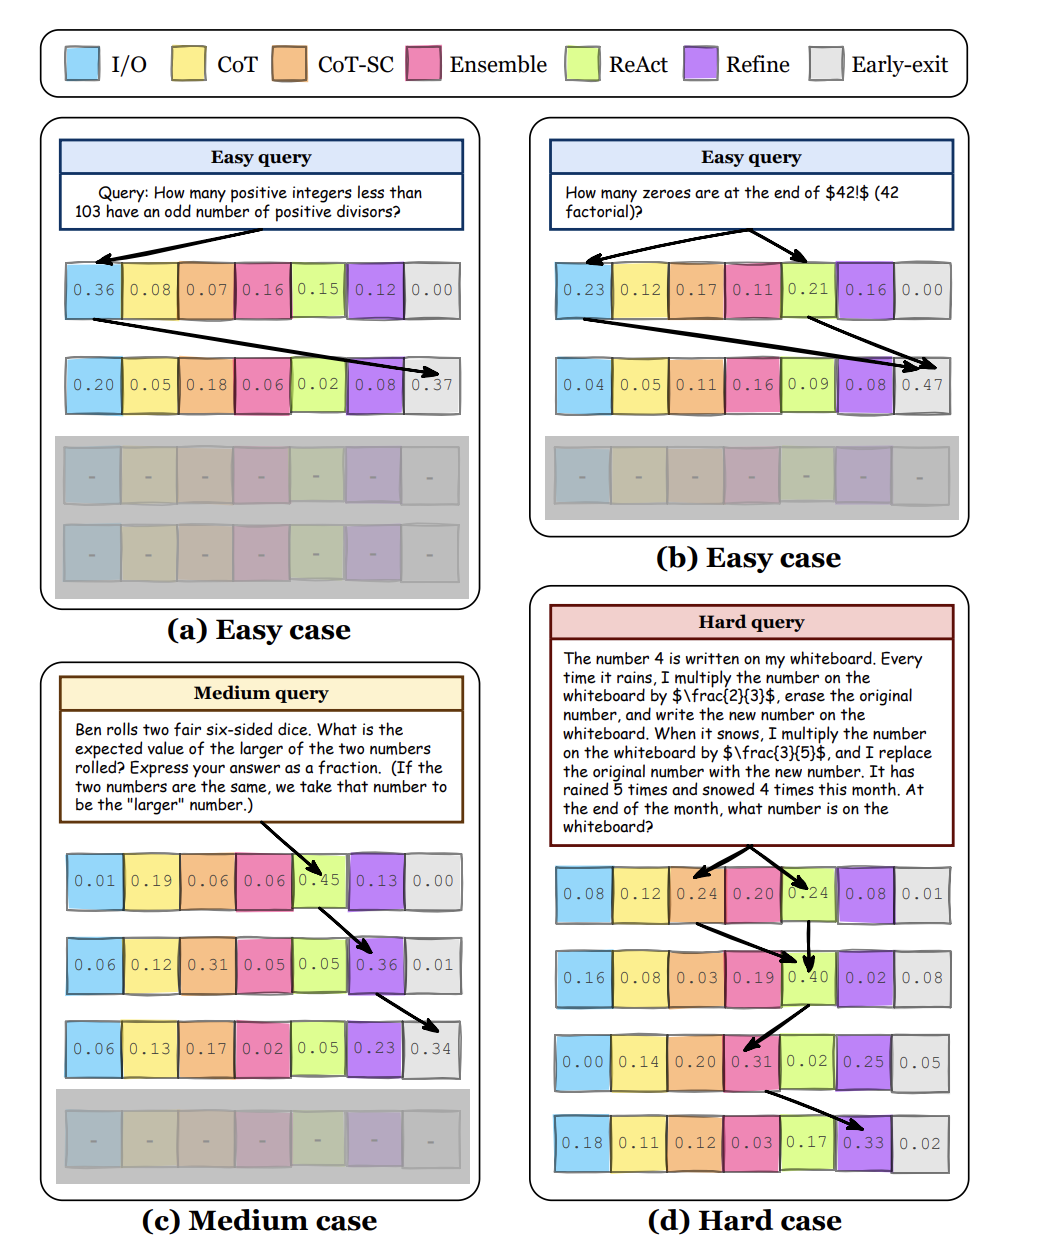 I/O CoT CoT-SC Ensemble ReAct Refine Early-exit
Easy query
Query: How many positive integers less than
103 have an odd number of positive divisors?
0.36 0.08 0.07 0.16 0.15 0.12 0.00
0.20 0.05 0.18 0.06 0.02 0.08 0.37
- - - - - - -
- - - - - - -
(a) Easy case
Easy query
How many zeroes are at the end of $42!$ (42
factorial)?
0.23 0.12 0.17 0.11 0.21 0.16 0.00
0.04 0.05 0.11 0.16 0.09 0.08 0.47
- - - - - - -
(b) Easy case
Medium query
Ben rolls two fair six-sided dice. What is the
expected value of the larger of the two numbers
rolled? Express your answer as a fraction.  (If the
two numbers are the same, we take that number to
be the "larger" number.)
0.01 0.19 0.06 0.06 0.45 0.13 0.00
0.06 0.12 0.31 0.05 0.05 0.36 0.01
0.06 0.13 0.17 0.02 0.05 0.23 0.34
- - - - - - -
(c) Medium case
Hard query
The number 4 is written on my whiteboard. Every
time it rains, I multiply the number on the
whiteboard by $\frac{2}{3}$, erase the original
number, and write the new number on the
whiteboard. When it snows, I multiply the number
on the whiteboard by $\frac{3}{5}$, and I replace
the original number with the new number. It has
rained 5 times and snowed 4 times this month. At
the end of the month, what number is on the
whiteboard?
0.08 0.12 0.24 0.20 0.24 0.08 0.01
0.16 0.08 0.03 0.19 0.40 0.02 0.08
0.00 0.14 0.20 0.31 0.02 0.25 0.05
0.18 0.11 0.12 0.03 0.17 0.33 0.02
(d) Hard case